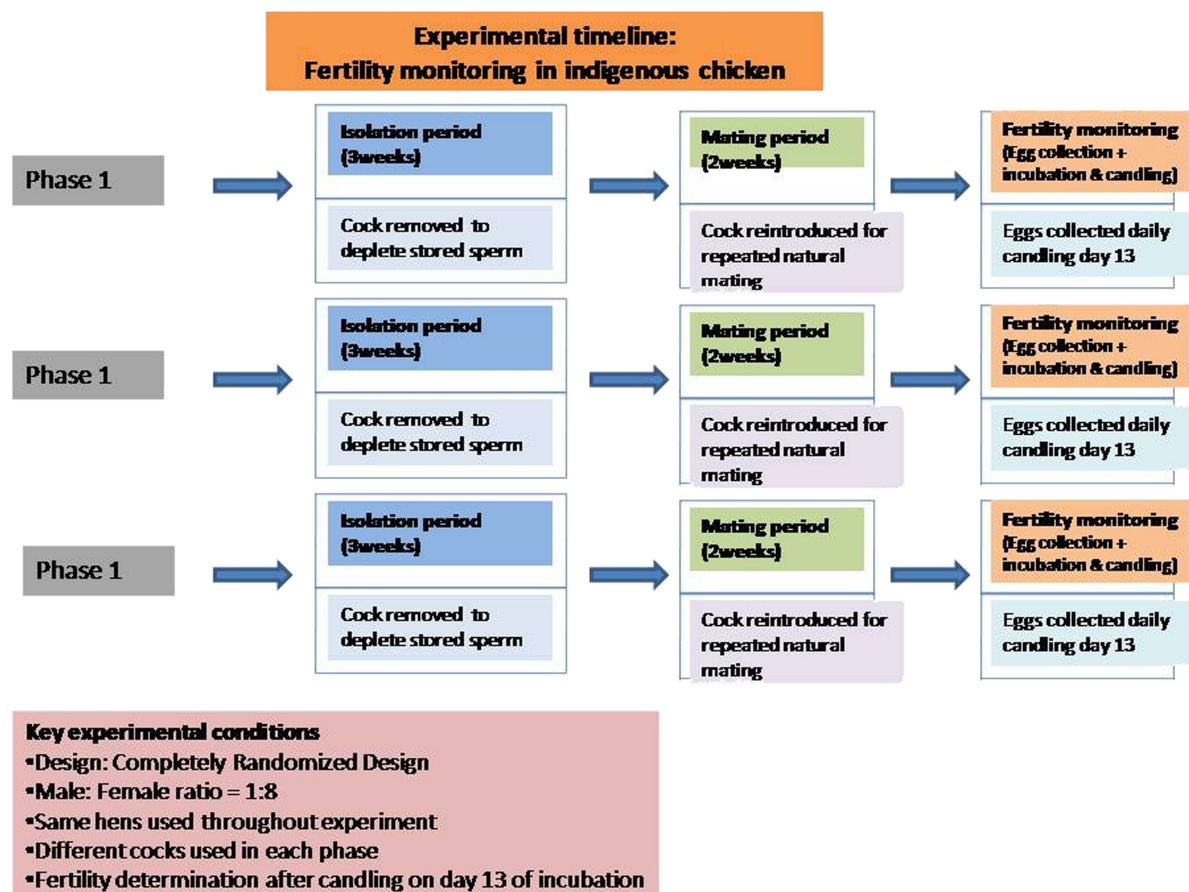 Experimental timeline:
Fertility monitoring in indigenous chicken
Phase 1
Isolation period
(3weeks)
Cock removed to
deplete stored sperm
Mating period
(2weeks)
Cock reintroduced for
repeated natural
mating
Fertility monitoring
(Egg collection +
incubation & candling)
Eggs collected daily
candling day 13
Phase 1
Isolation period
(3weeks)
Cock removed to
deplete stored sperm
Mating period
(2weeks)
Cock reintroduced for
repeated natural
mating
Fertility monitoring
(Egg collection +
incubation & candling)
Eggs collected daily
candling day 13
Phase 1
Isolation period
(3weeks)
Cock removed to
deplete stored sperm
Mating period
(2weeks)
Cock reintroduced for
repeated natural
mating
Fertility monitoring
(Egg collection +
incubation & candling)
Eggs collected daily
candling day 13
Key experimental conditions
▪Design: Completely Randomized Design
▪Male: Female ratio = 1:8
▪Same hens used throughout experiment
▪Different cocks used in each phase
▪Fertility determination after candling on day 13 of incubation